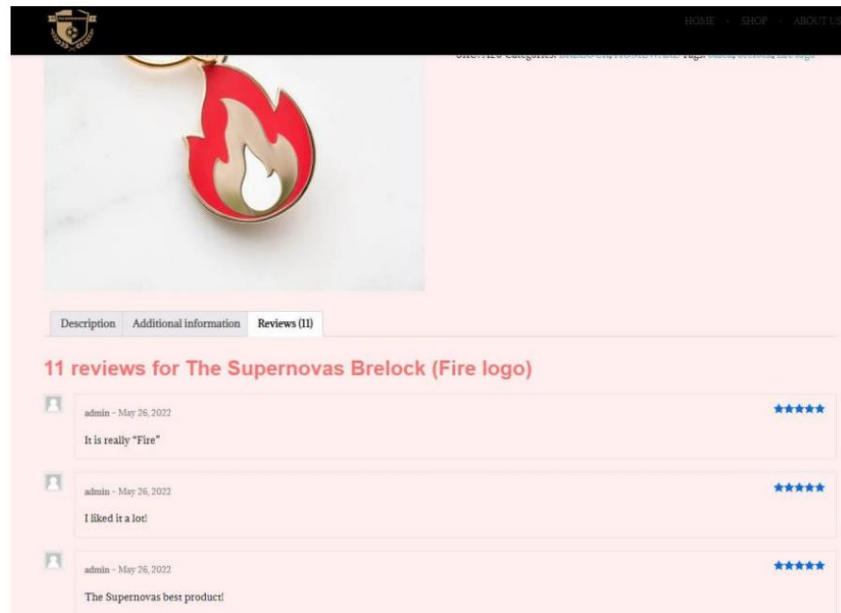 HOME - SHOP - ABOUT US
Description Additional information Reviews (11)
11 reviews for The Supernovas Brelock (Fire logo)
admin – May 26, 2022
It is really “Fire”
admin – May 26, 2022
I liked it a lot!
admin – May 26, 2022
The Supernovas best product!